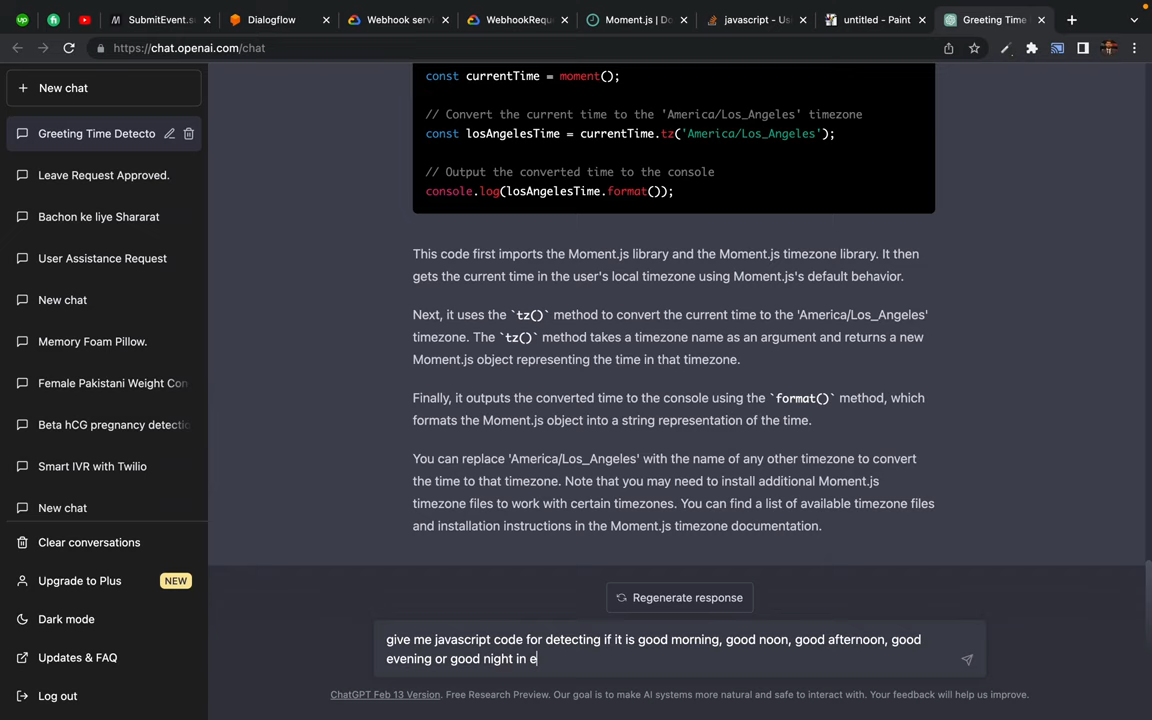 SubmitEvent.su
Dialogflow
Webhook servi
WebhookRequ
Moment.js | Do
javascript - Us
untitled - Paint
Greeting Time
https://chat.openai.com/chat
New chat
Greeting Time Detecto
Leave Request Approved.
Bachon ke liye Shararat
User Assistance Request
New chat
Memory Foam Pillow.
Female Pakistani Weight Con
Beta hCG pregnancy detectio
Smart IVR with Twilio
New chat
Clear conversations
Upgrade to Plus NEW
Dark mode
Updates & FAQ
Log out
const currentTime = moment();
// Convert the current time to the 'America/Los_Angeles' timezone
const losAngelesTime = currentTime.tz('America/Los_Angeles');
// Output the converted time to the console
console.log(losAngelesTime.format());
This code first imports the Moment.js library and the Moment.js timezone library. It then
gets the current time in the user's local timezone using Moment.js's default behavior.
Next, it uses the `tz()` method to convert the current time to the 'America/Los_Angeles'
timezone. The `tz()` method takes a timezone name as an argument and returns a new
Moment.js object representing the time in that timezone.
Finally, it outputs the converted time to the console using the `format()` method, which
formats the Moment.js object into a string representation of the time.
You can replace 'America/Los_Angeles' with the name of any other timezone to convert
the time to that timezone. Note that you may need to install additional Moment.js
timezone files to work with certain timezones. You can find a list of available timezone files
and installation instructions in the Moment.js timezone documentation.
Regenerate response
give me javascript code for detecting if it is good morning, good noon, good afternoon, good
evening or good night in e
ChatGPT Feb 13 Version. Free Research Preview. Our goal is to make AI systems more natural and safe to interact with. Your feedback will help us improve.